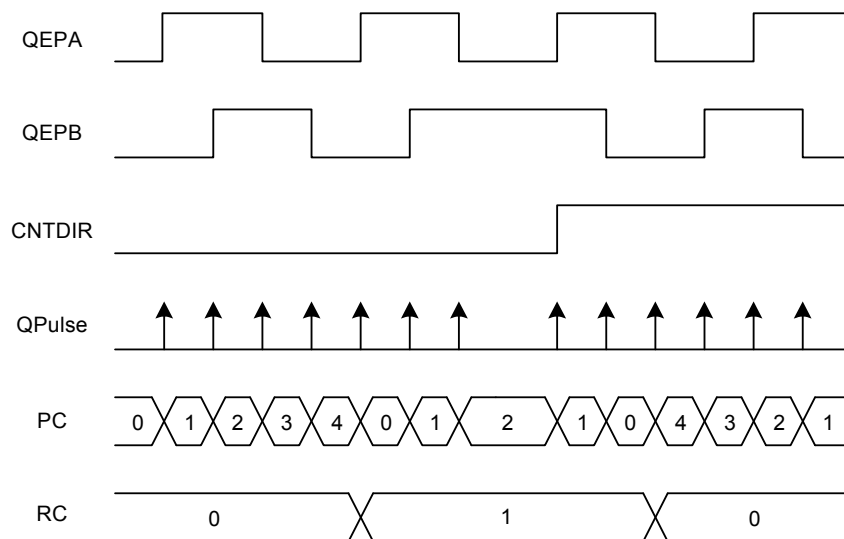 QEPA
QEPB
CNTDIR
QPulse
PC 0 1 2 3 4 0 1 2 1 0 4 3 2 1
RC 0 1 0